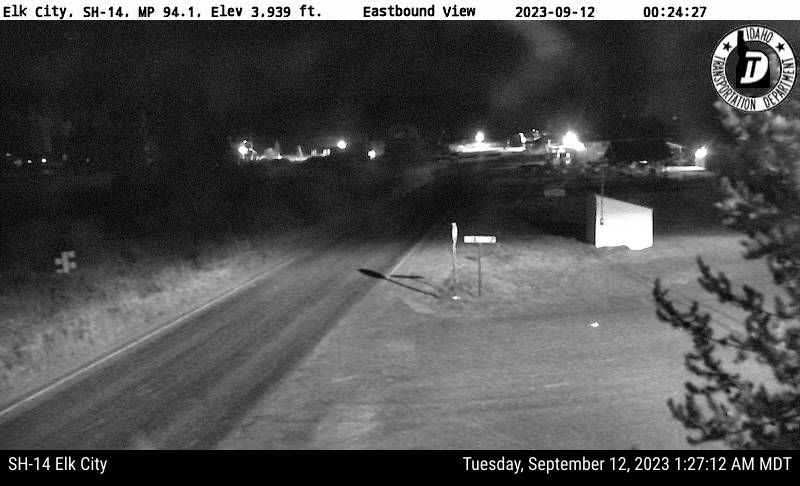 Elk City, SH-14, MP 94.1, Elev 3,939 ft. Eastbound View 2023-09-12 00:24:27
IDAHO
TRANSPORTATION DEPARTMENT
SH-14 Elk City Tuesday, September 12, 2023 1:27:12 AM MDT